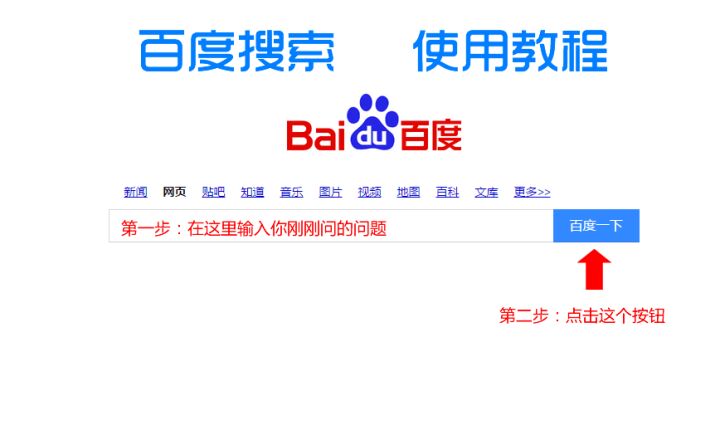 百度搜索 使用教程
Bai du 百度
新闻 网页 贴吧 知道 音乐 图片 视频 地图 百科 文库 更多>>
第一步：在这里输入你刚刚问的问题 百度一下
第二步：点击这个按钮